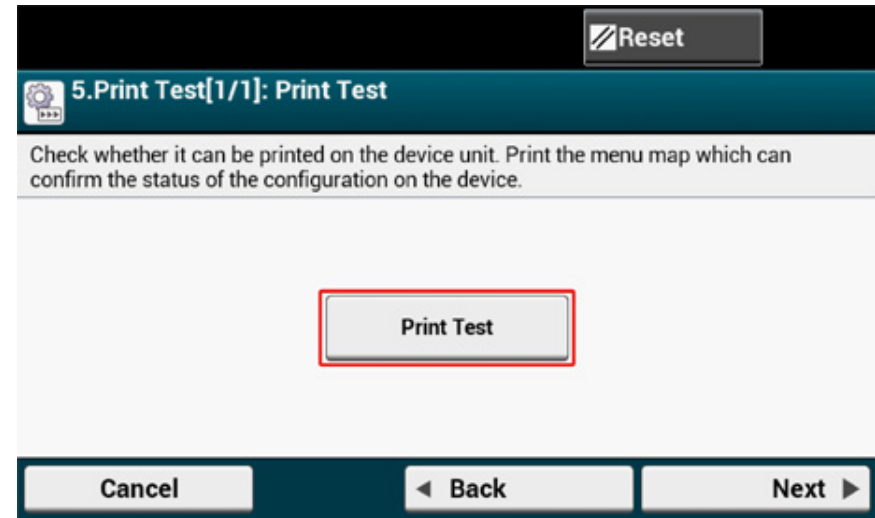 Reset
5.Print Test[1/1]: Print Test
Check whether it can be printed on the device unit. Print the menu map which can
confirm the status of the configuration on the device.
Print Test
Cancel
Back
Next